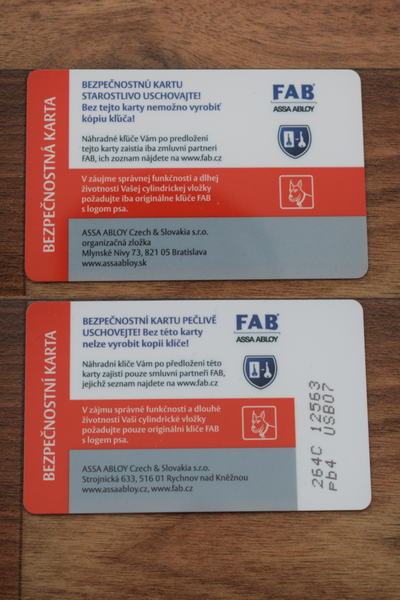 BEZPEČNOSTNÁ KARTA
BEZPEČNOSTNÚ KARTU
STAROSTLIVO USCHOVAJTE!
Bez tejto karty nemožno vyrobiť
kópiu kľúča!
Náhradné kľúče Vám po predložení
tejto karty zaistia iba zmluvní partneri
FAB, ich zoznam nájdete na www.fab.cz
V záujme správnej funkčnosti a dlhej
životnosti Vašej cylindrickej vložky
požadujte iba originálne kľúče FAB
s logom psa.
ASSA ABLOY Czech & Slovakia s.r.o.
organizačná zložka
Mlynské Nivy 73, 821 05 Bratislava
www.assaabloy.sk
FAB®
ASSA ABLOY
BEZPEČNOSTNÍ KARTA
BEZPEČNOSTNÍ KARTU PEČLIVĚ
USCHOVEJTE! Bez této karty
nelze vyrobit kopii klíče!
Náhradní klíče Vám po předložení této
karty zajistí pouze smluvní partneři FAB,
jejichž seznam najdete na www.fab.cz
V zájmu správné funkčnosti a dlouhé
životnosti Vaší cylindrické vložky
požadujte pouze originální klíče FAB
s logem psa.
ASSA ABLOY Czech & Slovakia s.r.o.
Strojnická 633, 516 01 Rychnov nad Kněžnou
www.assaabloy.cz, www.fab.cz
FAB®
ASSA ABLOY
264C 12563
Pb4 USB07